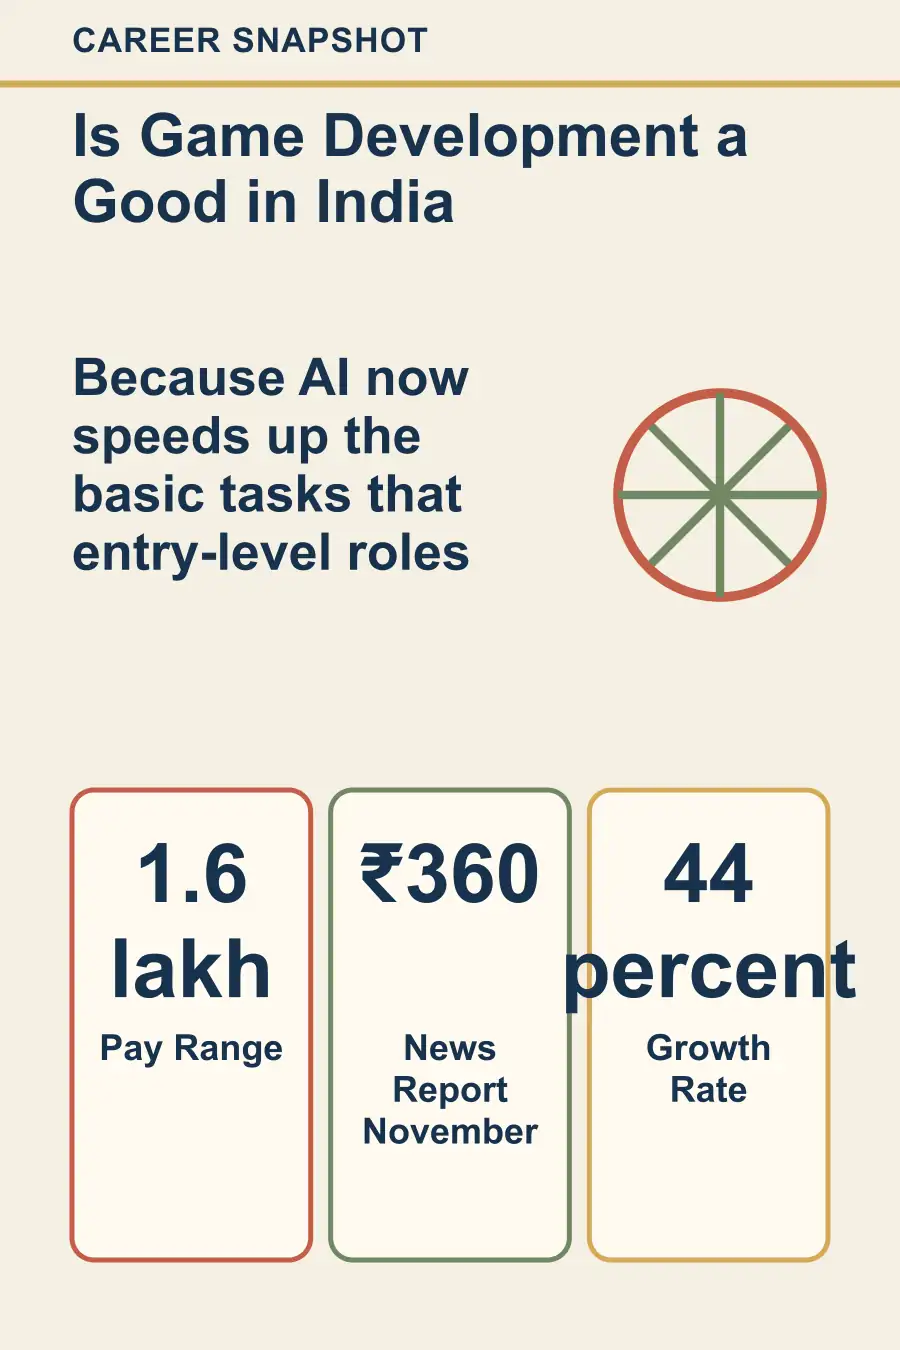 CAREER SNAPSHOT
Is Game Development a
Good in India
Because AI now
speeds up the
basic tasks that
entry-level roles
1.6
lakh
Pay Range
₹360
News
Report
November
44
percent
Growth
Rate